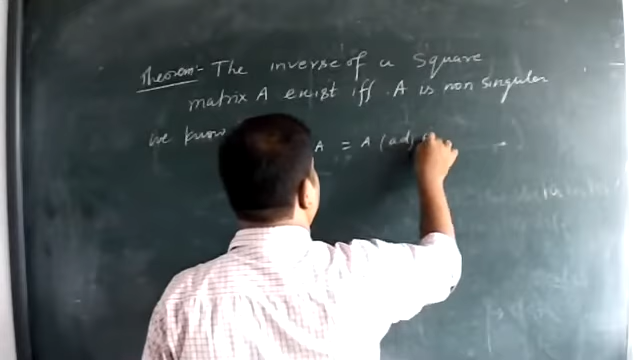 Theorem:- The inverse of a Square
matrix A exist iff A is non singular
we know A = A (adj